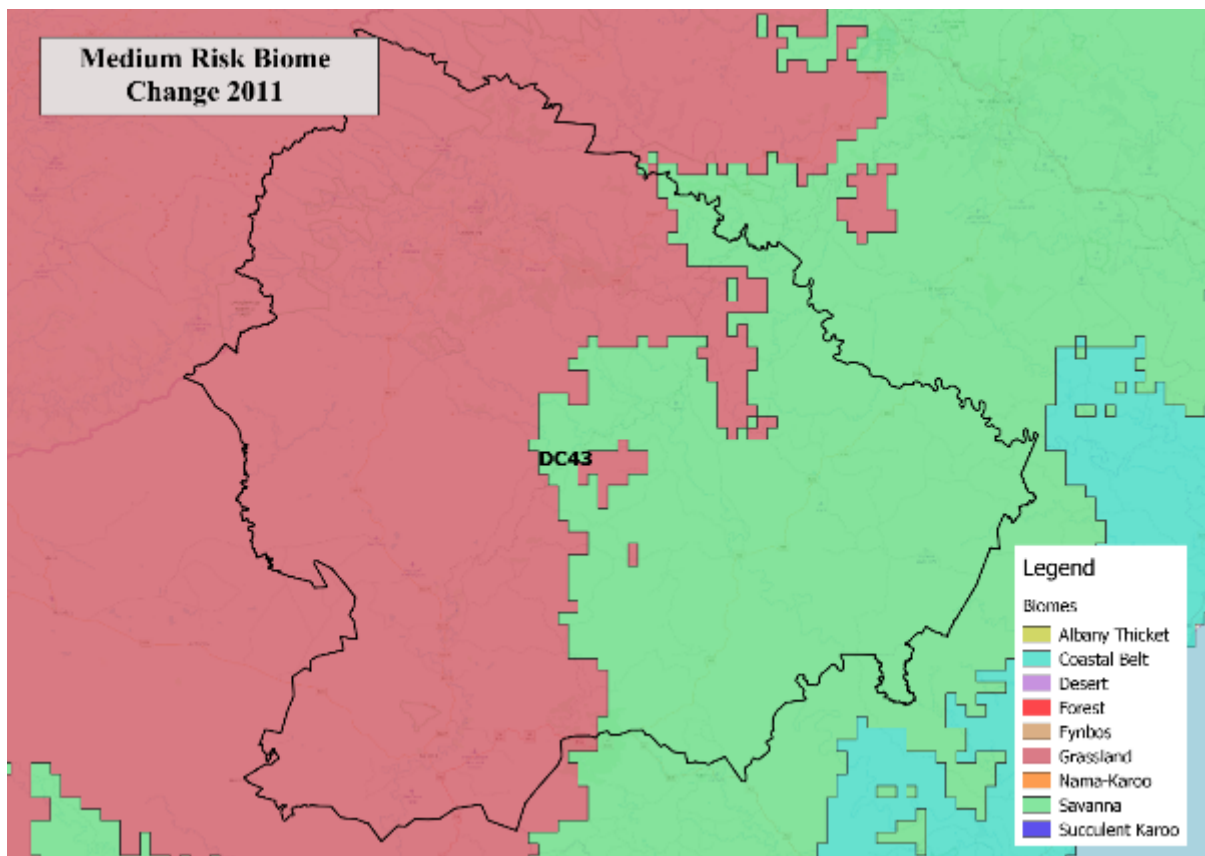 Medium Risk Biome
Change 2011
DC43
Legend
Biomes
Albany Thicket
Coastal Belt
Desert
Forest
Fynbos
Grassland
Nama-Karoo
Savanna
Succulent Karoo